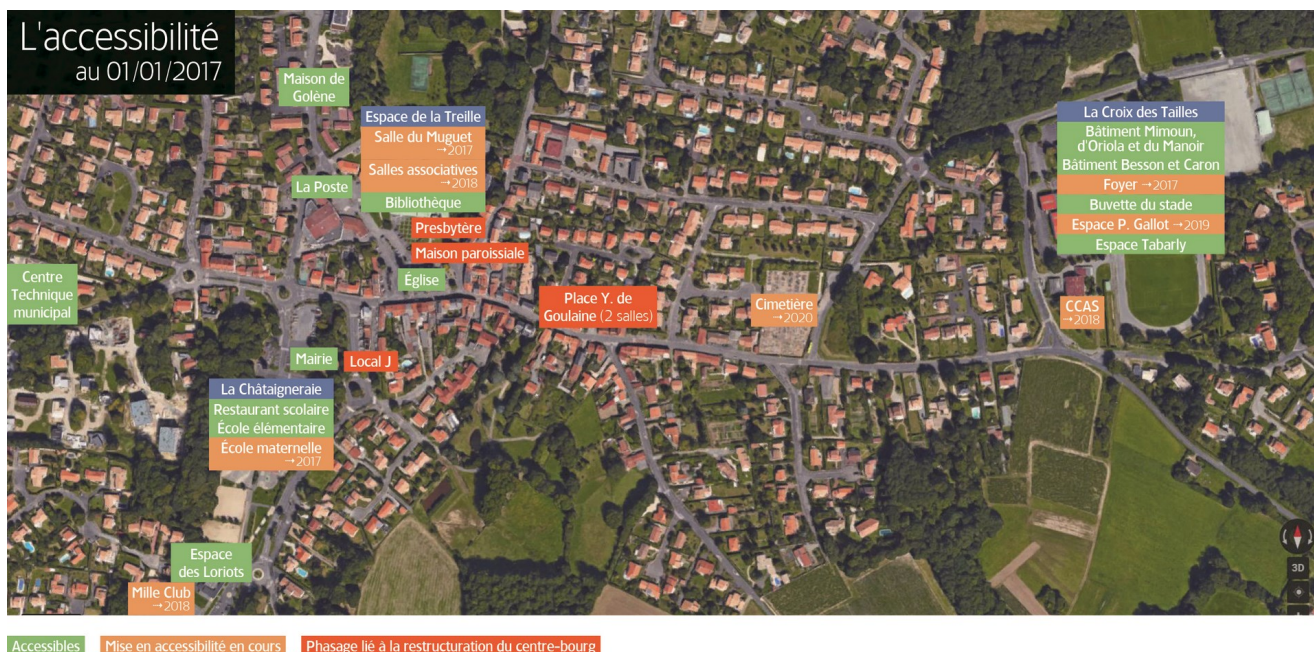 L'accessibilité
au 01/01/2017
Maison de
Golène
Espace de la Treille
Salle du Muguet
→2017
Salles associatives
→2018
Bibliothèque
La Poste
Presbytère
Maison paroissiale
Église
Centre
Technique
municipal
Place Y. de
Goulaine (2 salles)
Cimetière
→2020
La Croix des Tailles
Bâtiment Mimoun,
d'Oriola et du Manoir
Bâtiment Besson et Caron
Foyer →2017
Buvette du stade
Espace P. Gallot →2019
Espace Tabarly
CCAS
→2018
Mairie
Local J
La Châtaigneraie
Restaurant scolaire
École élémentaire
École maternelle
→2017
Espace
des Loriots
Mille Club
→2018
3D
Accessibles
Mise en accessibilité en cours
Phasage lié à la restructuration du centre-bourg